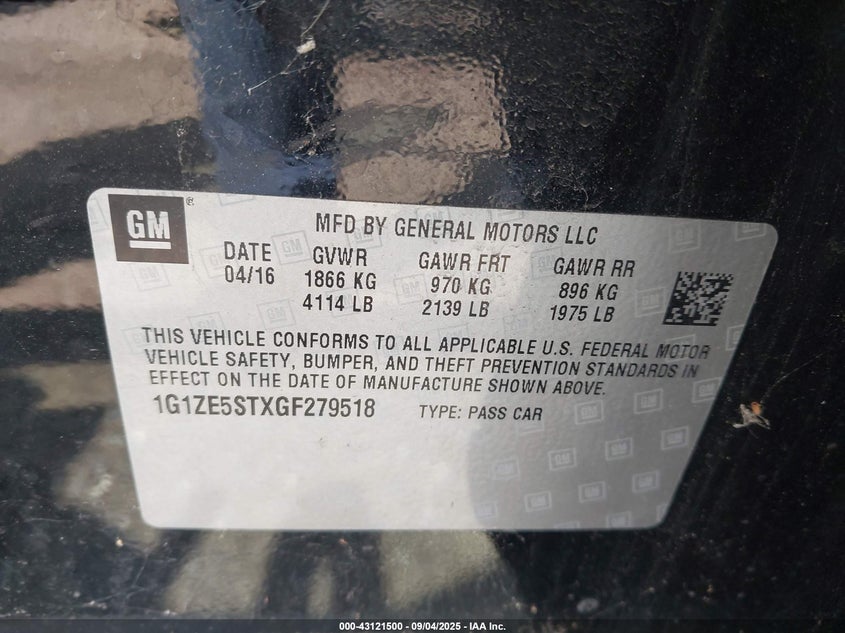 GM
®
MFD BY GENERAL MOTORS LLC
DATE GVWR GAWR FRT GAWR RR
04/16 1866 KG 970 KG 896 KG
4114 LB 2139 LB 1975 LB
THIS VEHICLE CONFORMS TO ALL APPLICABLE U.S. FEDERAL MOTOR
VEHICLE SAFETY, BUMPER, AND THEFT PREVENTION STANDARDS IN
EFFECT ON THE DATE OF MANUFACTURE SHOWN ABOVE.
1G1ZE5STXGF279518 TYPE: PASS CAR
000-43121500 - 09/04/2025 - IAA Inc.